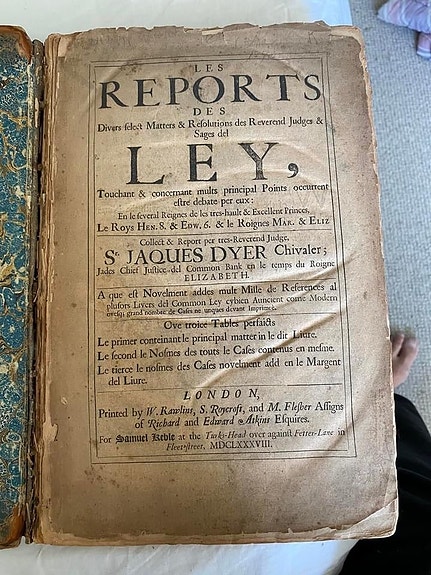 LES
REPORTS
DES
Divers select Matters & Resolutions des Reverend Judges &
Sages del
LEY,
Touchant & concernant mults principal Points occurrent
estre debate per eux:
En le several Reignes de les tres-hault & Excellent Princes,
Le Roys HEN. 8. & EDW. 6. & le Roignes MAR. & ELIZ
Collect & Report per tres-Reverend Judge,
Sr. JAQUES DYER Chivaler;
Jades Chief Justice del Common Bank en le temps du Roigne
ELIZABETH.
A que est Novelment addes mult Mille de References al
plusors Livers del Common Ley cybien Auncient come Modern
ovesq; grand nombre de Cases ne unques devant Imprimee.
Ove troice Tables perfaicts
Le primer conteinant le principal matter in le dit Liure.
Le second le Nosmes des touts le Cases contenus en mesme.
Le tierce le nosmes des Cases novelment add en le Margent
del Liure.
LONDON,
Printed by W. Rawlins, S. Roycroft, and M. Flesher Assigns
of Richard and Edward Atkins Esquires.
For Samuel Keble at the Turks-Head over against Fetter-Lane in
Fleetstreet, MDCLXXXVIII.